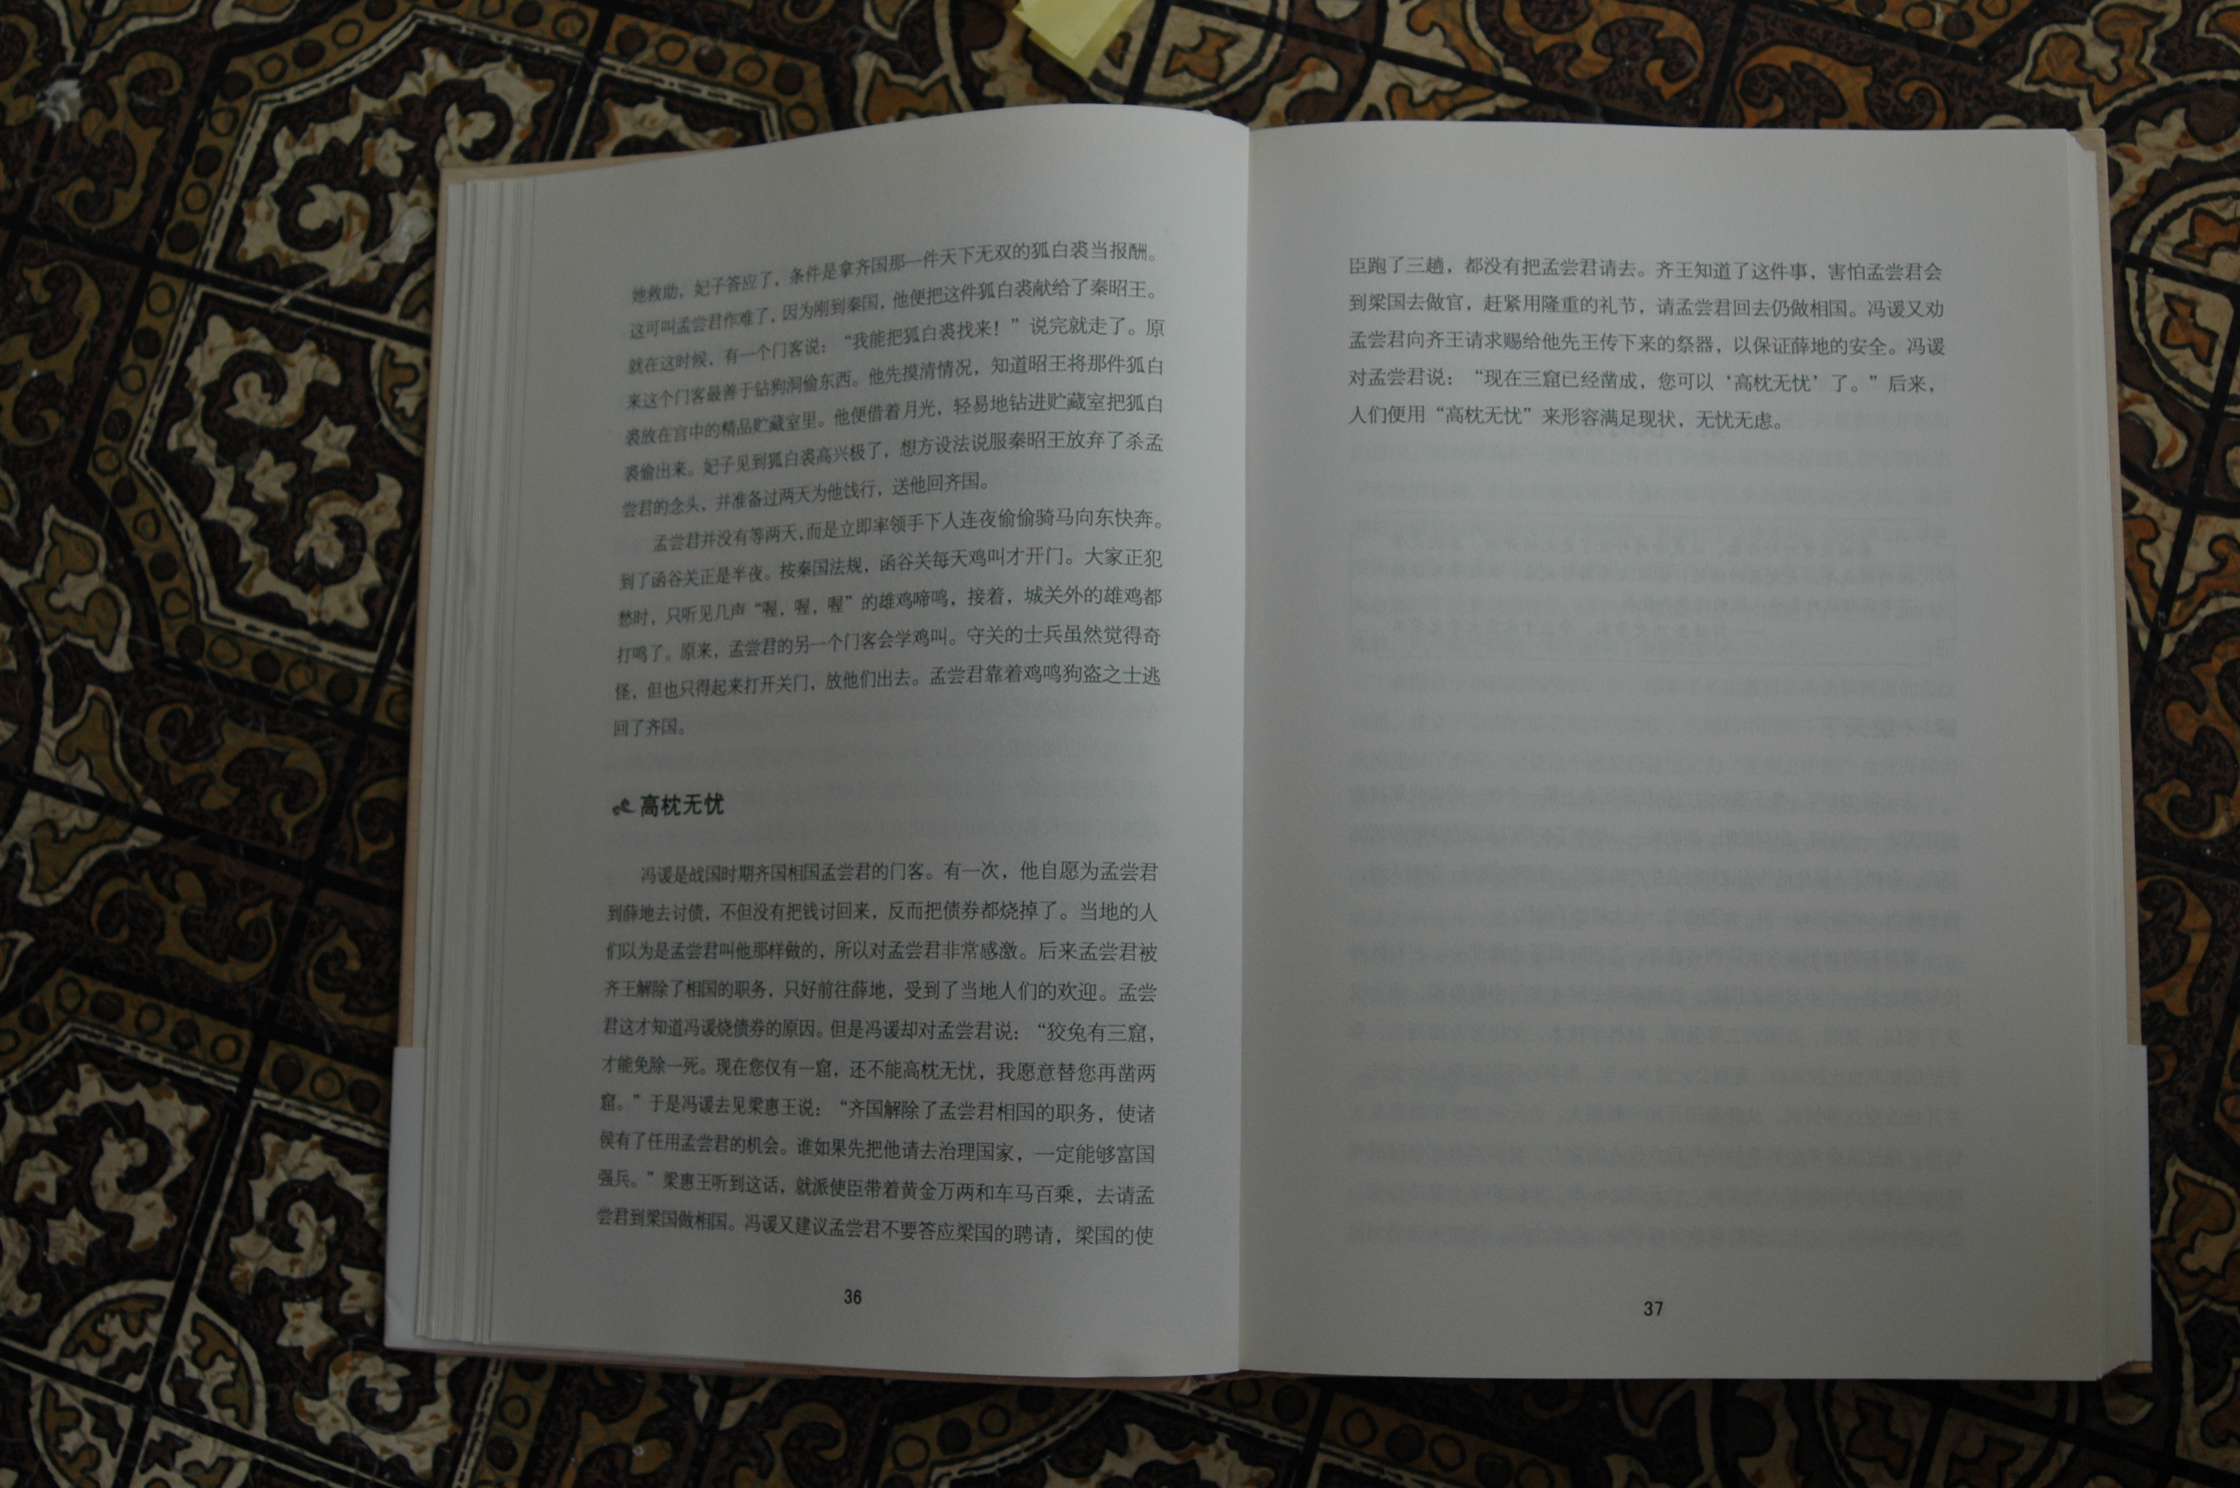 她救助，妃子答应了，条件是拿齐国那一件天下无双的狐白裘当报酬。
这可叫孟尝君作难了，因为刚到秦国，他便把这件狐白裘献给了秦昭王。
就在这时候，有一个门客说：“我能把狐白裘找来！”说完就走了。原
来这个门客最善于钻狗洞偷东西。他先摸清情况，知道昭王将那件狐白
裘放在宫中的精品贮藏室里。他便借着月光，轻易地钻进贮藏室把狐白
裘偷出来。妃子见到狐白裘高兴极了，想方设法说服秦昭王放弃了杀孟
尝君的念头，并准备过两天为他饯行，送他回齐国。
孟尝君并没有等两天，而是立即率领手下人连夜偷偷骑马向东快奔。
到了函谷关正是半夜。按秦国法规，函谷关每天鸡叫才开门。大家正犯
愁时，只听见几声“喔，喔，喔”的雄鸡啼鸣，接着，城关外的雄鸡都
打鸣了。原来，孟尝君的另一个门客会学鸡叫。守关的士兵虽然觉得奇
怪，但也只得起来打开关门，放他们出去。孟尝君靠着鸡鸣狗盗之士逃
回了齐国。
高枕无忧
冯谖是战国时期齐国相国孟尝君的门客。有一次，他自愿为孟尝君
到薛地去讨债，不但没有把钱讨回来，反而把债券都烧掉了。当地的人
们以为是孟尝君叫他那样做的，所以对孟尝君非常感激。后来孟尝君被
齐王解除了相国的职务，只好前往薛地，受到了当地人们的欢迎。孟尝
君这才知道冯谖烧债券的原因。但是冯谖却对孟尝君说：“狡兔有三窟，
才能免除一死。现在您仅有一窟，还不能高枕无忧，我愿意替您再凿两
窟。”于是冯谖去见梁惠王说：“齐国解除了孟尝君相国的职务，使诸
侯有了任用孟尝君的机会。谁如果先把他请去治理国家，一定能够富国
强兵。”梁惠王听到这话，就派使臣带着黄金万两和车马百乘，去请孟
尝君到梁国做相国。冯谖又建议孟尝君不要答应梁国的聘请，梁国的使
36
臣跑了三趟，都没有把孟尝君请去。齐王知道了这件事，害怕孟尝君会
到梁国去做官，赶紧用隆重的礼节，请孟尝君回去仍做相国。冯谖又劝
孟尝君向齐王请求赐给他先王传下来的祭器，以保证薛地的安全。冯谖
对孟尝君说：“现在三窟已经凿成，您可以‘高枕无忧’了。”后来，
人们便用“高枕无忧”来形容满足现状，无忧无虑。
37